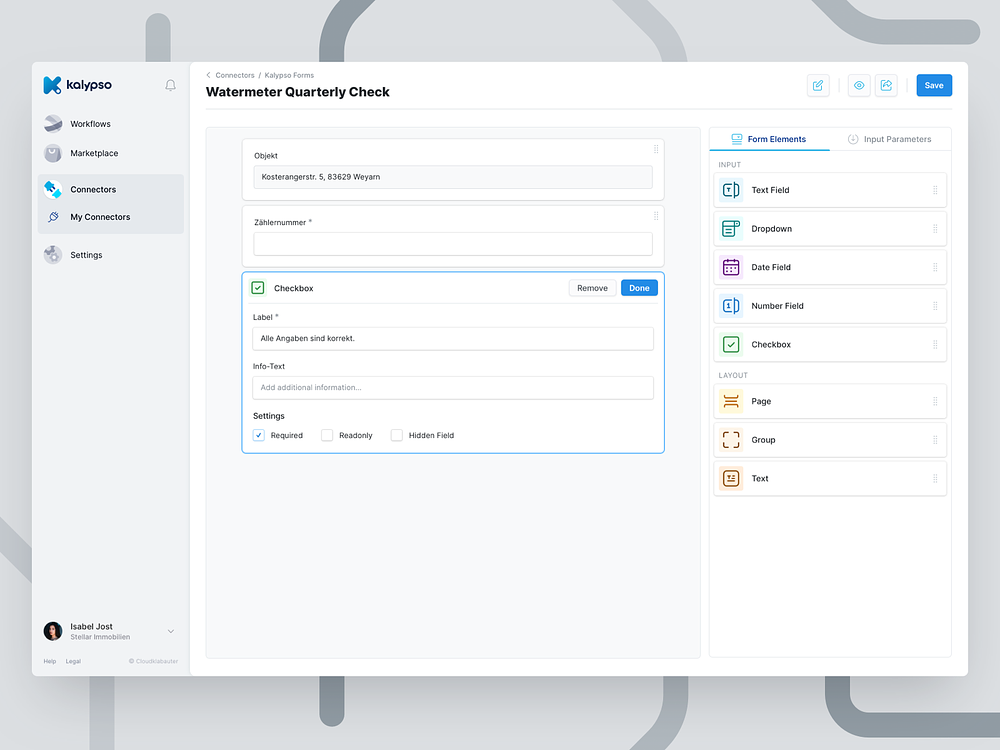 kalypso
Workflows
Marketplace
Connectors
My Connectors
Settings
Isabel Jost
Stellar Immobilien
Help Legal © Cloudklabauter
Connectors / Kalypso Forms
Watermeter Quarterly Check
Save
Objekt
Kosterangerstr. 5, 83629 Weyarn
Zählernummer *
Checkbox Remove Done
Label *
Alle Angaben sind korrekt.
Info-Text
Add additional information...
Settings
Required Readonly Hidden Field
Form Elements Input Parameters
INPUT
Text Field
Dropdown
Date Field
Number Field
Checkbox
LAYOUT
Page
Group
Text